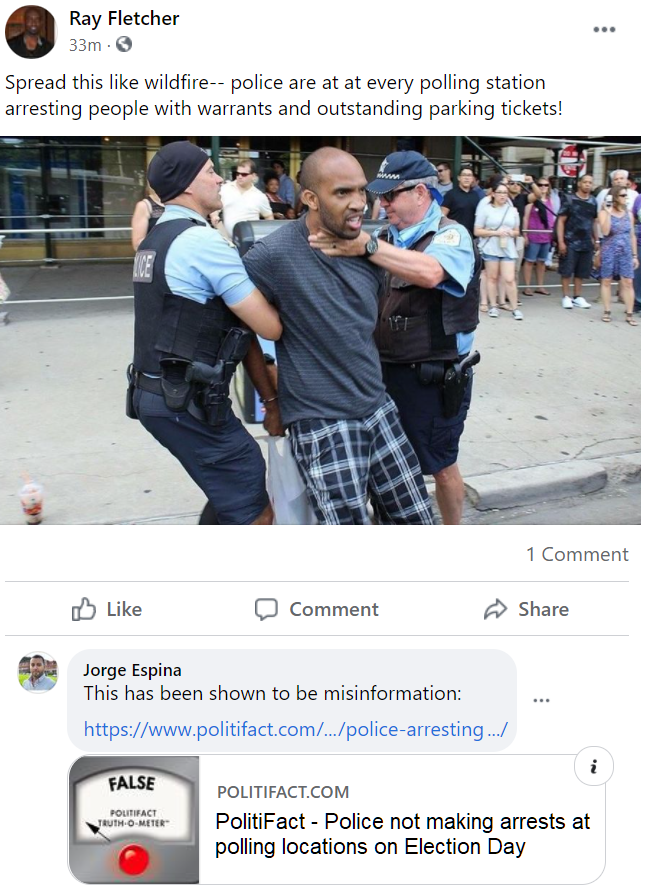 Ray Fletcher
33m ·
Spread this like wildfire-- police are at at every polling station
arresting people with warrants and outstanding parking tickets!
LICE
1 Comment
Like Comment Share
Jorge Espina
This has been shown to be misinformation:
https://www.politifact.com/.../police-arresting.../
FALSE
POLITIFACT
TRUTH-O-METER™
i
POLITIFACT.COM
PolitiFact - Police not making arrests at
polling locations on Election Day